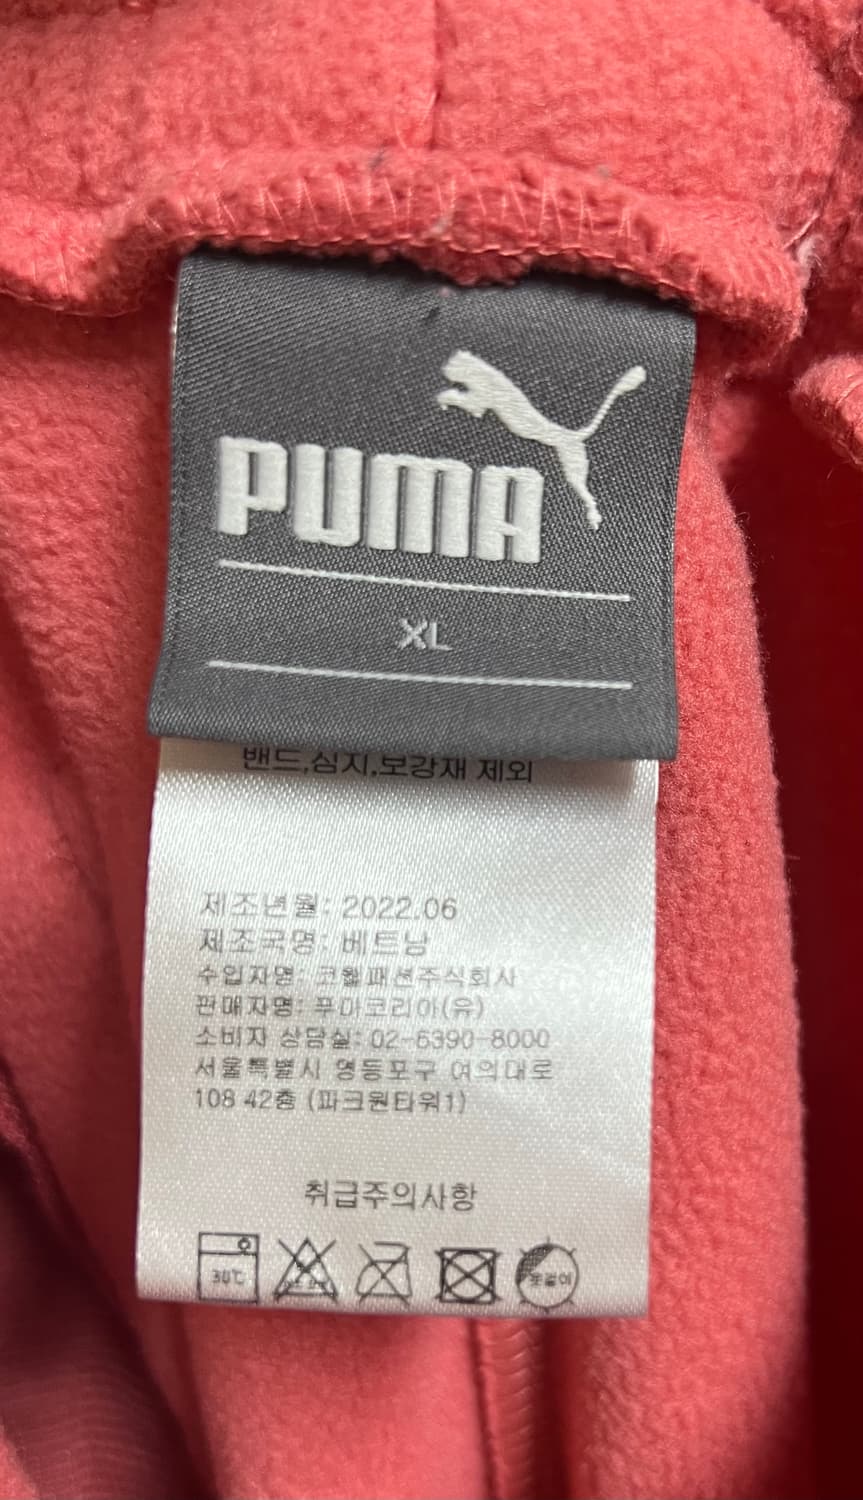 PUMA
XL
밴드,심지,보강재 제외
제조년월: 2022.06
제조국명: 베트남
수입자명: 코웰패션주식회사
판매자명: 푸마코리아(유)
소비자 상담실: 02-6390-8000
서울특별시 영등포구 여의대로
108 42층 (파크원타워1)
취급주의사항
30℃
옷걸이